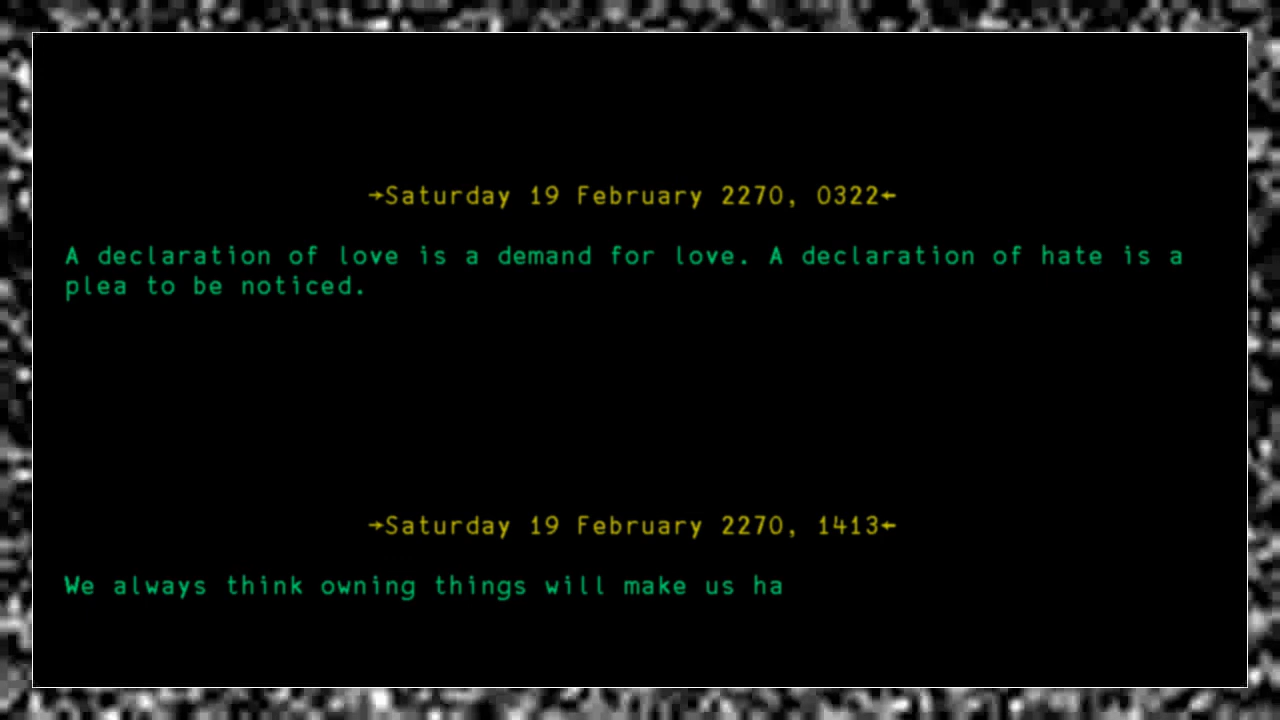 →Saturday 19 February 2270, 0322←
A declaration of love is a demand for love. A declaration of hate is a
plea to be noticed.
→Saturday 19 February 2270, 1413←
We always think owning things will make us ha